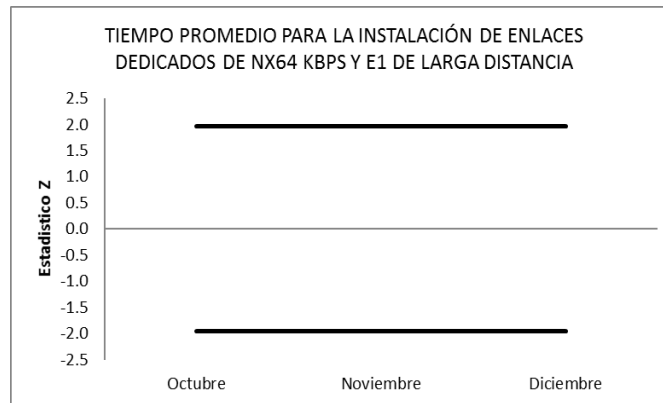 TIEMPO PROMEDIO PARA LA INSTALACIÓN DE ENLACES
DEDICADOS DE NX64 KBPS Y E1 DE LARGA DISTANCIA
2.5
2.0
1.5
1.0
0.5
0.0
-0.5
-1.0
-1.5
-2.0
-2.5
Estadistico Z
Octubre Noviembre Diciembre